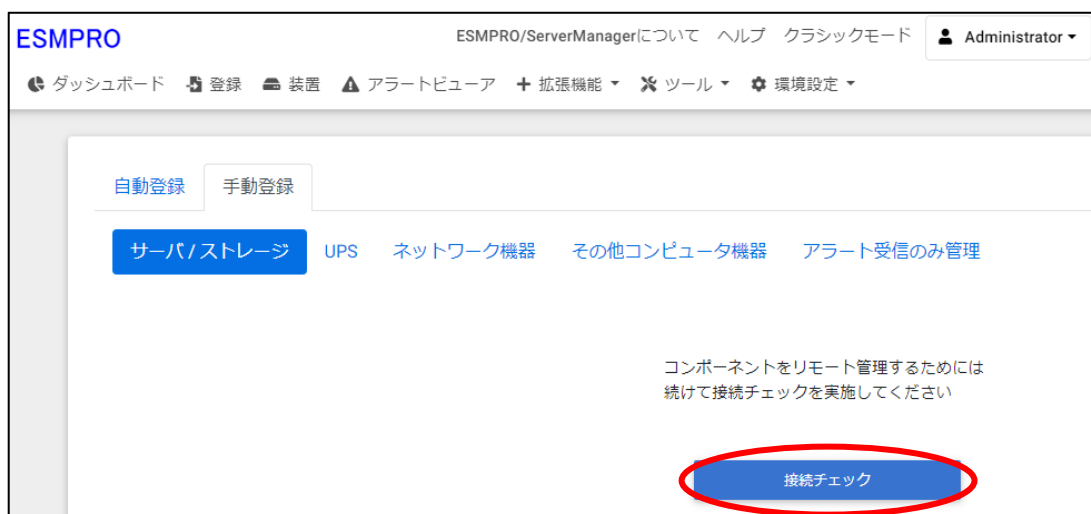 ESMPRO
ESMPRO/ServerManagerについて ヘルプ クラシックモード Administrator
ダッシュボード 登録 装置 アラートビューア 拡張機能 ツール 環境設定
自動登録 手動登録
サーバ/ストレージ UPS ネットワーク機器 その他コンピュータ機器 アラート受信のみ管理
コンポーネントをリモート管理するためには
続けて接続チェックを実施してください
接続チェック